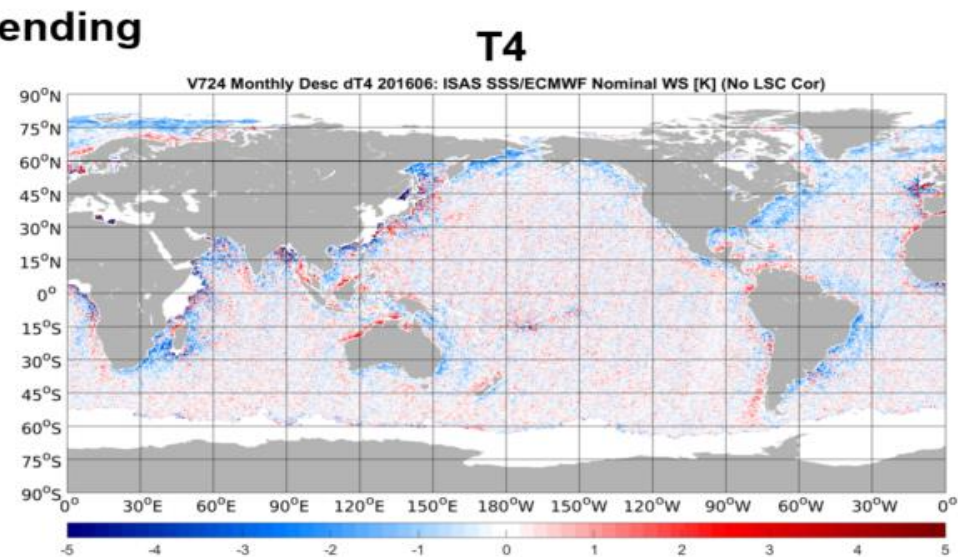 ending
T4
V724 Monthly Desc dT4 201606: ISAS SSS/ECMWF Nominal WS [K] (No LSC Cor)
90°N
75°N
60°N
45°N
30°N
15°N
0°
15°S
30°S
45°S
60°S
75°S
90°S
0° 30°E 60°E 90°E 120°E 150°E 180°W 150°W 120°W 90°W 60°W 30°W 0°
-5 -4 -3 -2 -1 0 1 2 3 4 5